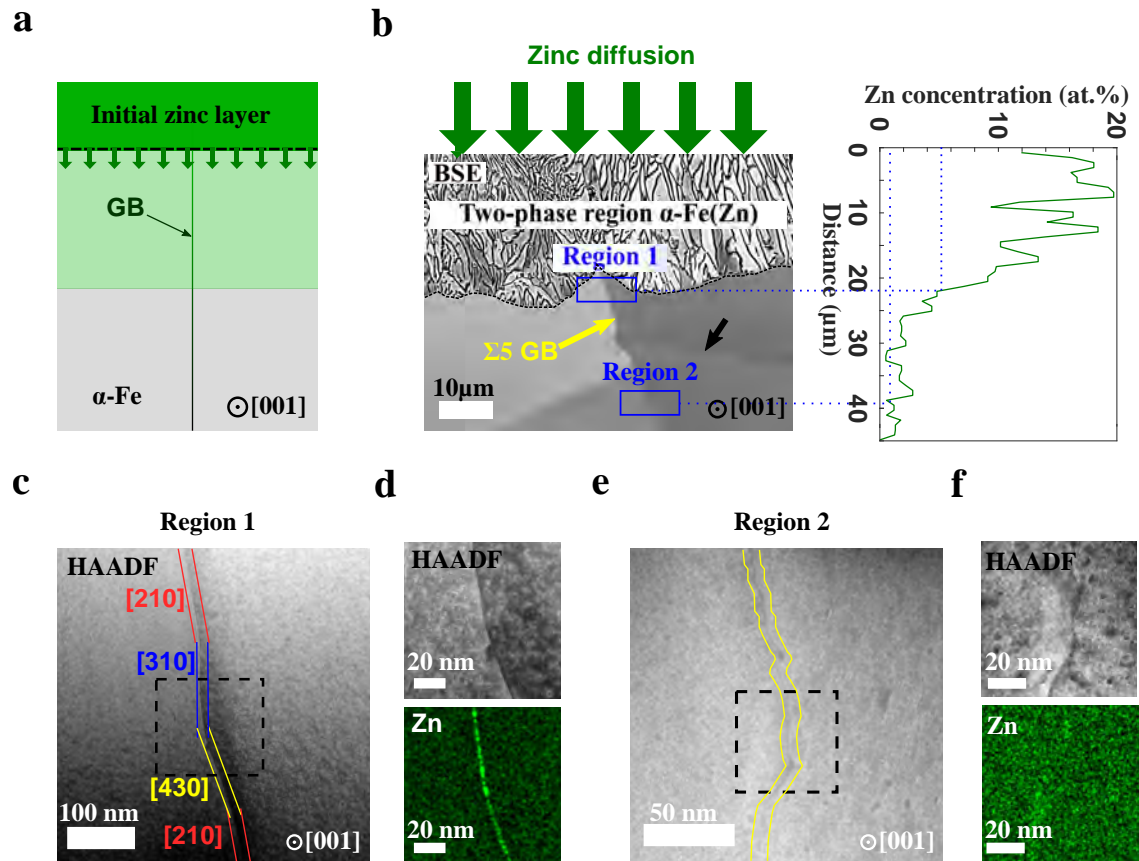 a
Initial zinc layer
GB
α-Fe
⊙[001]
b
Zinc diffusion
BSE
Two-phase region α-Fe(Zn)
Region 1
Σ5 GB
Region 2
10μm
⊙[001]
Zn concentration (at.%)
0
10
20
0
10
20
30
40
Distance (μm)
c
Region 1
HAADF
[210]
[310]
[430]
[210]
100 nm
⊙[001]
d
HAADF
20 nm
Zn
20 nm
e
Region 2
50 nm
⊙[001]
f
HAADF
20 nm
Zn
20 nm